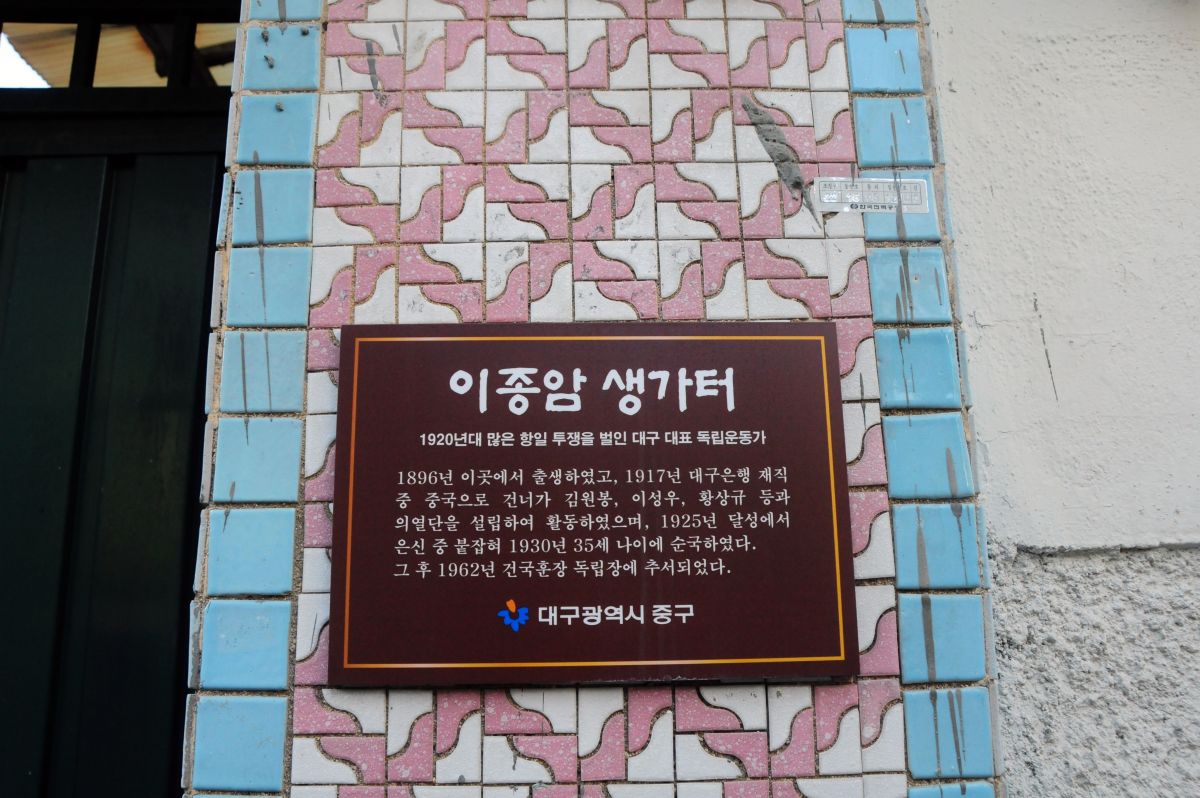 이종암 생가터
1920년대 많은 항일 투쟁을 벌인 대구 대표 독립운동가
1896년 이곳에서 출생하였고, 1917년 대구은행 재직
중 중국으로 건너가 김원봉, 이성우, 황상규 등과
의열단을 설립하여 활동하였으며, 1925년 달성에서
은신 중 붙잡혀 1930년 35세 나이에 순국하였다.
그 후 1962년 건국훈장 독립장에 추서되었다.
대구광역시 중구